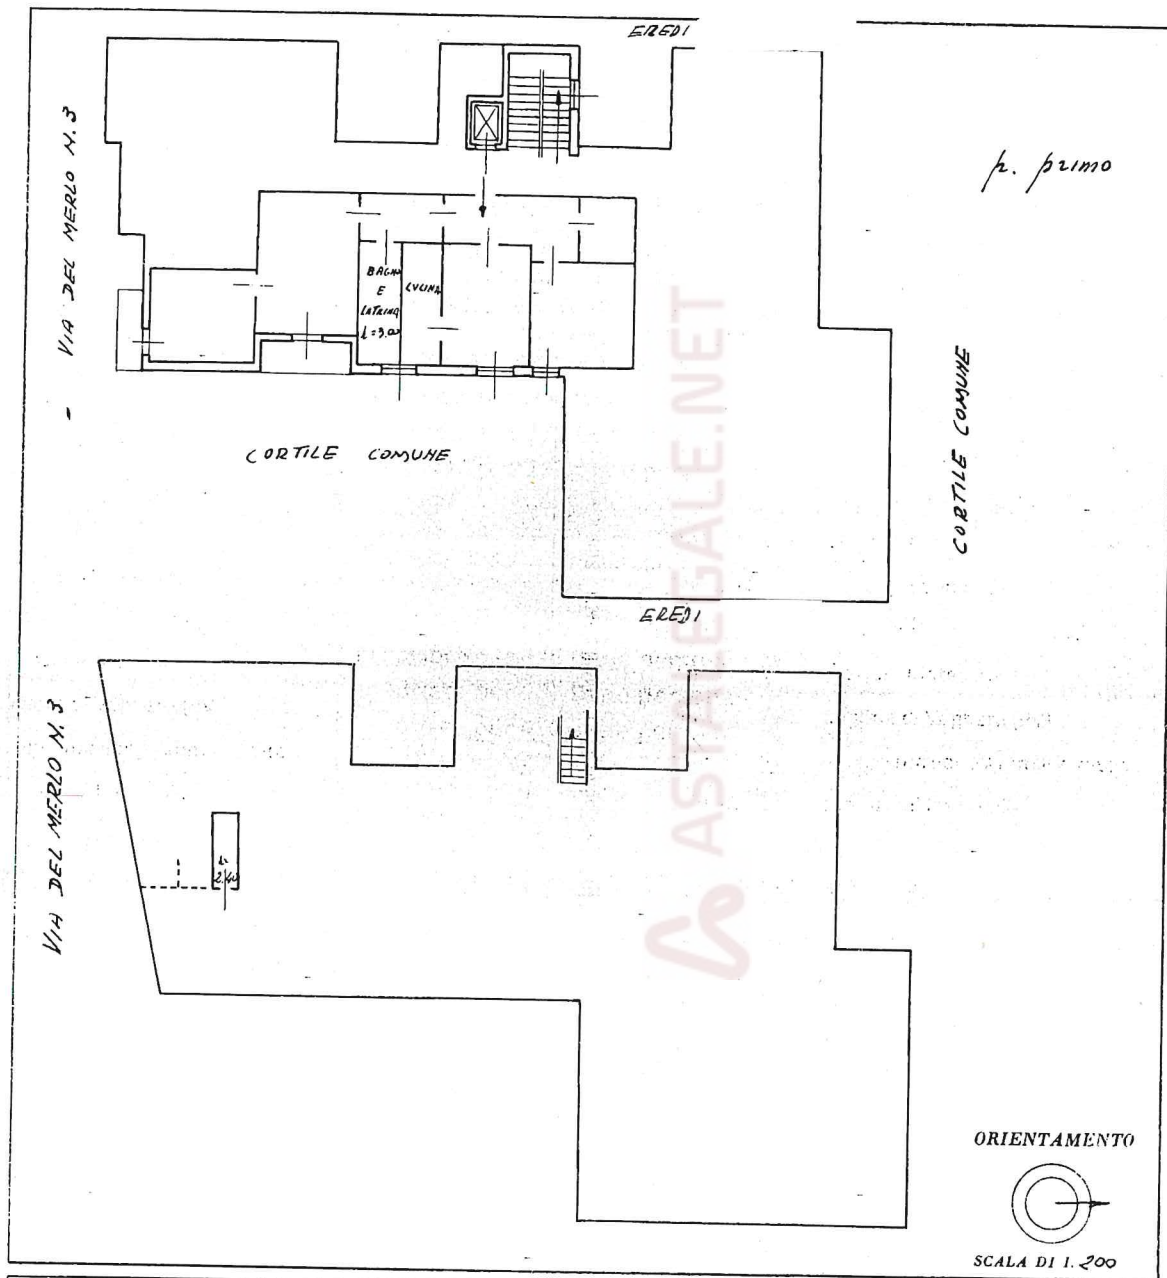 EREDI
p. primo
VIA DEL MERLO N. 3
BAGNO
E
LATRINA
h=3.00
CUCINA
CORTILE COMUNE
CORTILE COMUNE
EREDI
VIA DEL MERLO N. 3
h=
2.40
ASTALEGALE.NET
ORIENTAMENTO
SCALA DI 1. 200